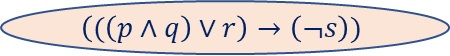 (((p ∧ q) ∨ r) → (¬s))